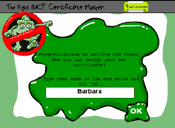 The Fight BAC! Certificate Maker
Congratulations on solving the case!
Now you can design your own
certificate!
Type your name in the box below and
Barbara
OK